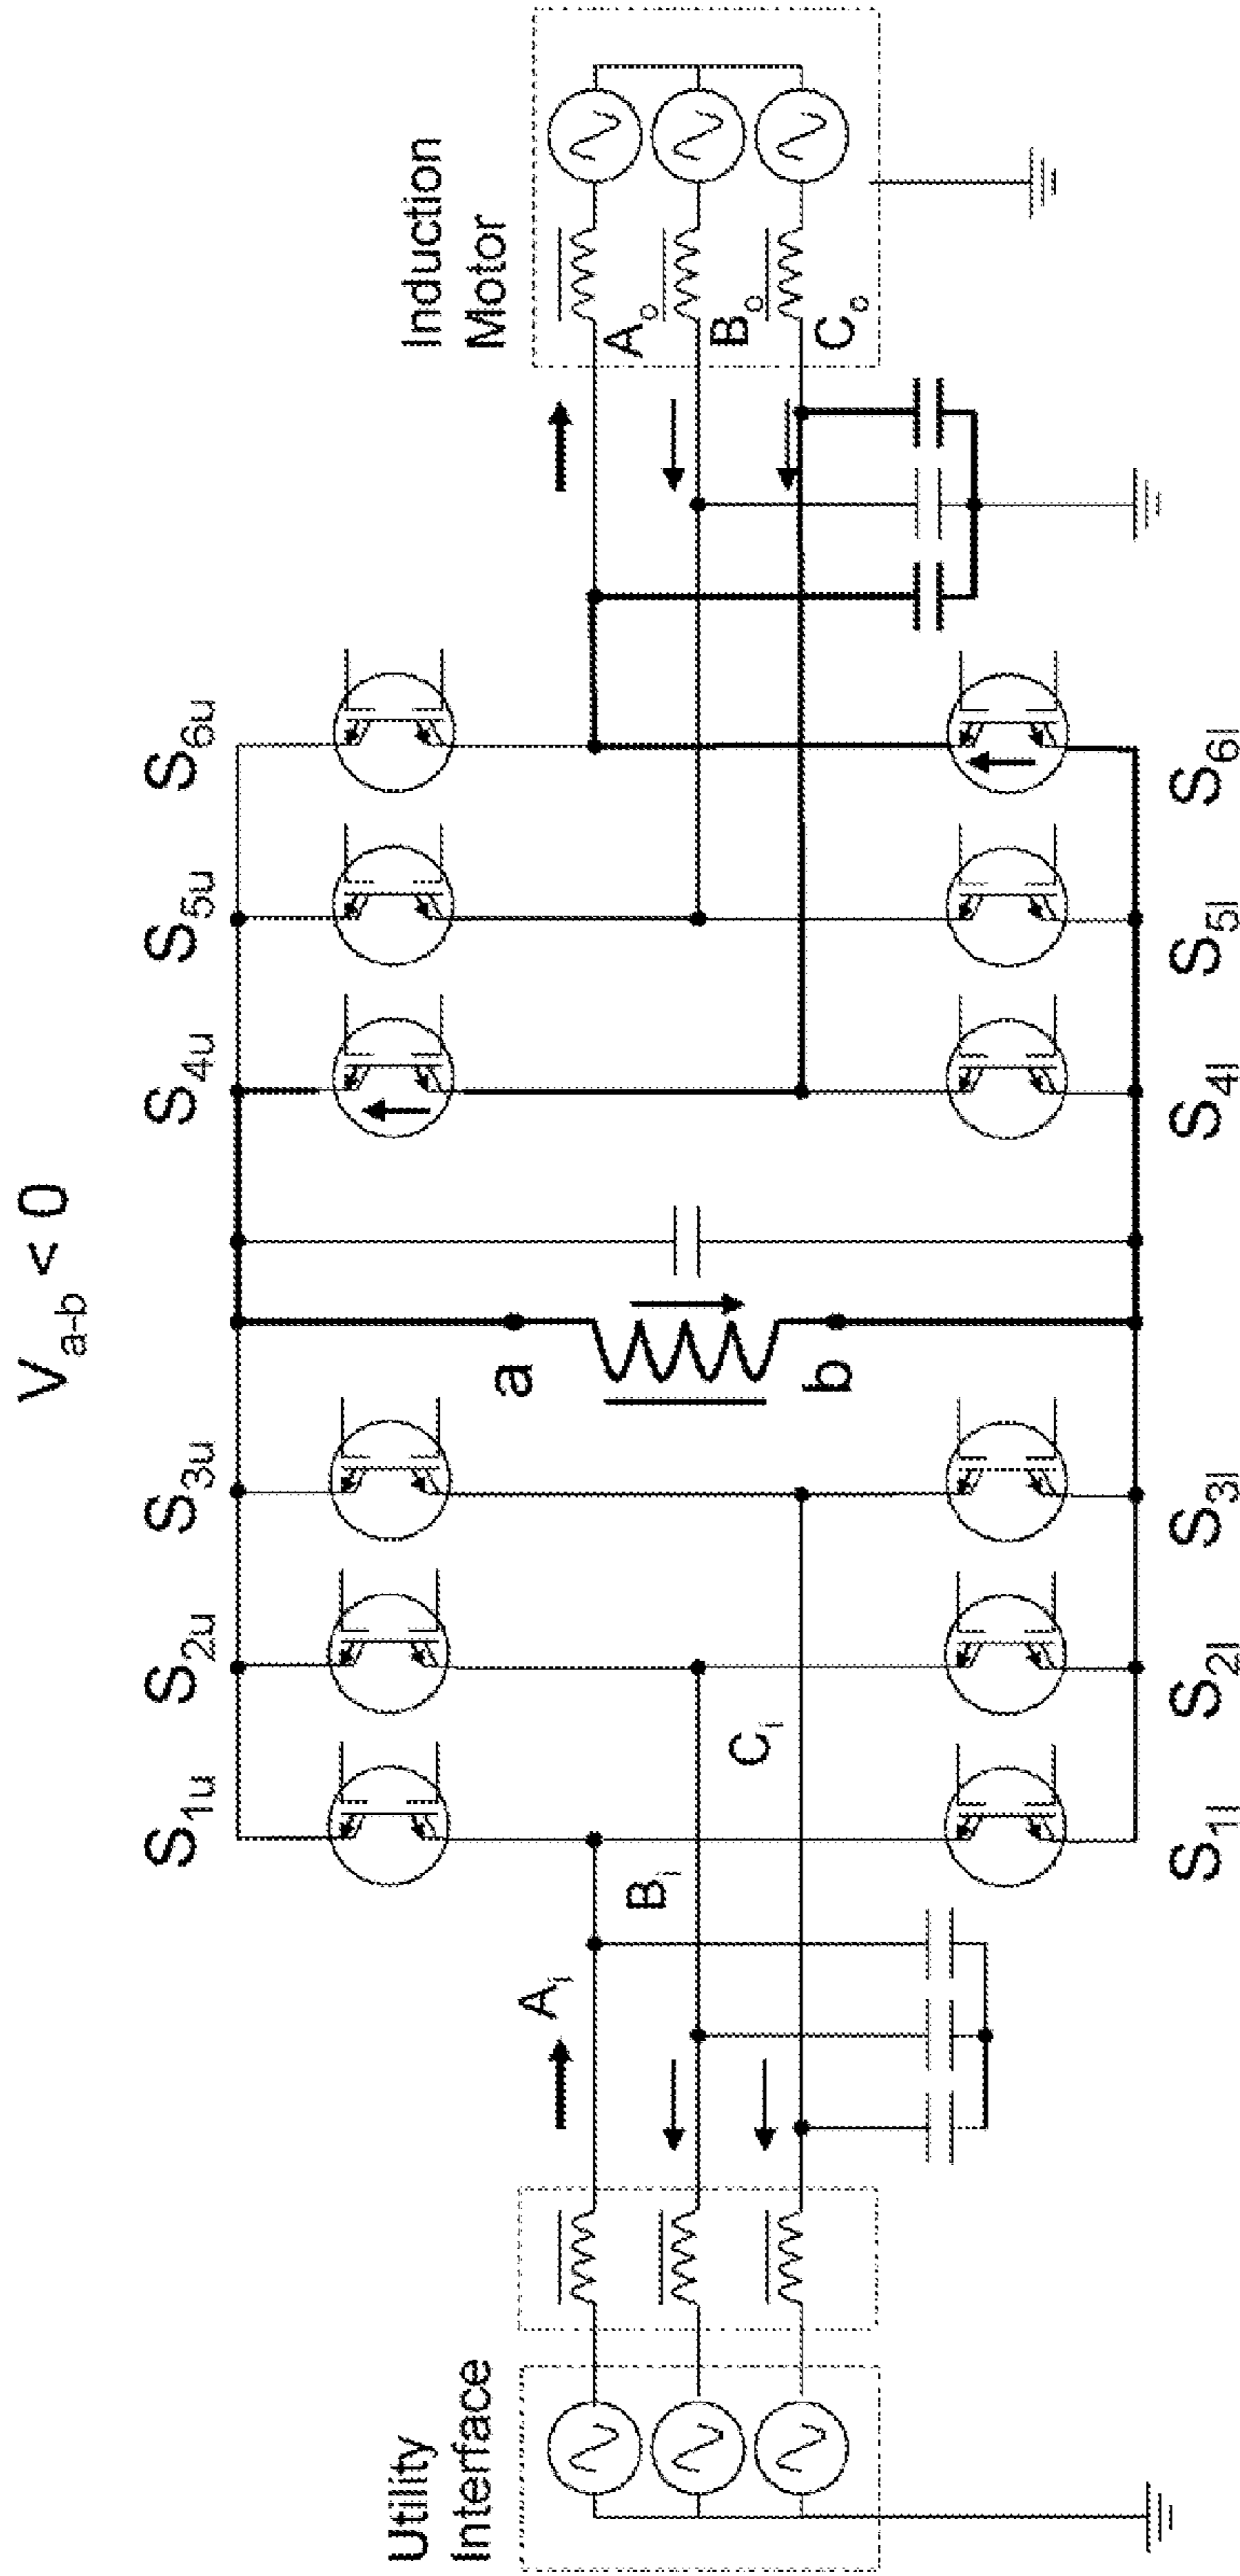 V_a-b < 0
S_1u
S_2u
S_3u
S_4u
S_5u
S_6u
Utility
Interface
Induction
Motor
A_i
B_i
C_i
a
b
A_o
B_o
C_o
S_1l
S_2l
S_3l
S_4l
S_5l
S_6l